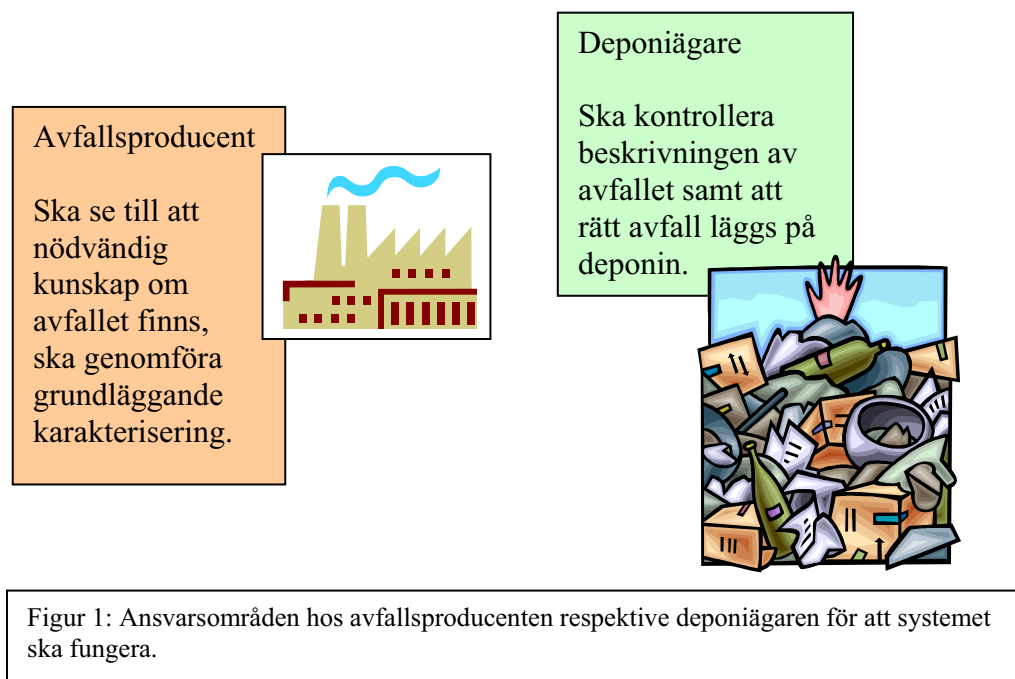 Avfallsproducent
Ska se till att
nödvändig
kunskap om
avfallet finns,
ska genomföra
grundläggande
karakterisering.
Deponiägare
Ska kontrollera
beskrivningen av
avfallet samt att
rätt avfall läggs på
deponin.
Figur 1: Ansvarsområden hos avfallsproducenten respektive deponiägaren för att systemet
ska fungera.